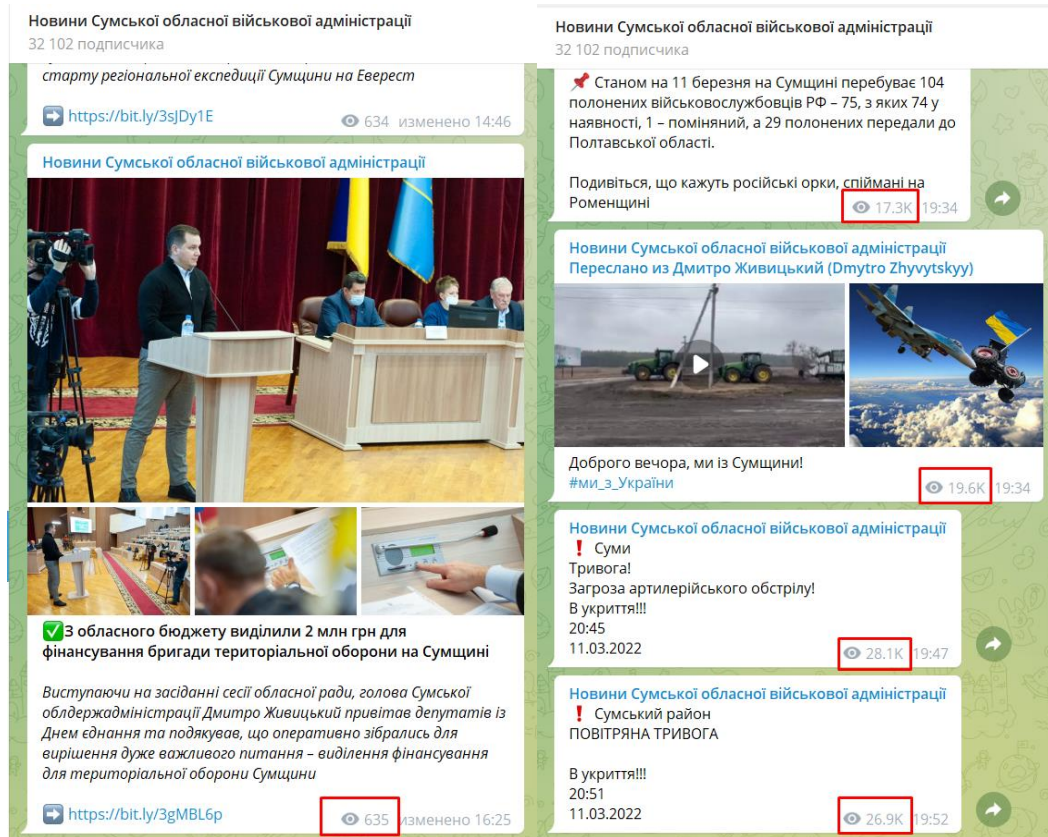 Новини Сумської обласної військової адміністрації
32 102 подписчика
старту регіональної експедиції Сумщини на Еверест
https://bit.ly/3sJDy1E
634 изменено 14:46
Новини Сумської обласної військової адміністрації
З обласного бюджету виділили 2 млн грн для
фінансування бригади територіальної оборони на Сумщині
Виступаючи на засіданні сесії обласної ради, голова Сумської
облдержадміністрації Дмитро Живицький привітав депутатів із
Днем єднання та подякував, що оперативно зібрались для
вирішення дуже важливого питання – виділення фінансування
для територіальної оборони Сумщини
https://bit.ly/3gMBL6p
635 изменено 16:25
Новини Сумської обласної військової адміністрації
32 102 подписчика
Станом на 11 березня на Сумщині перебуває 104
полонених військовослужбовців РФ – 75, з яких 74 у
наявності, 1 – поміняний, а 29 полонених передали до
Полтавської області.
Подивіться, що кажуть російські орки, спіймані на
Роменщині
17.3K 19:34
Новини Сумської обласної військової адміністрації
Переслано из Дмитро Живицький (Dmytro Zhyvytskyy)
Доброго вечора, ми із Сумщини!
#ми_з_України
19.6K 19:34
Новини Сумської обласної військової адміністрації
❗ Суми
Тривога!
Загроза артилерійського обстрілу!
В укриття!!!
20:45
11.03.2022
28.1K 19:47
Новини Сумської обласної військової адміністрації
❗ Сумський район
ПОВІТРЯНА ТРИВОГА
В укриття!!!
20:51
11.03.2022
26.9K 19:52